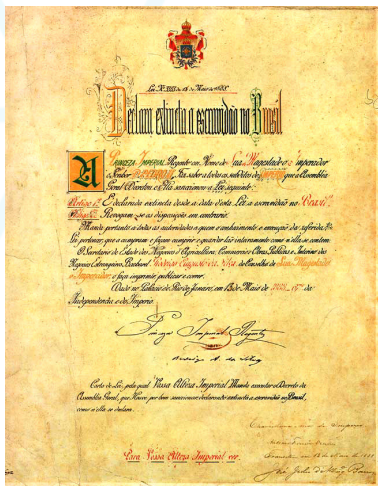 Lei Nº 3353 de 13 de Maio de 1888.
Declara extincta a escravidão no Brasil
A PRINCEZA IMPERIAL Regente em Nome de Sua Magestade o Imperador
o Senhor D. PEDRO II Faz saber a todos os subditos do IMPERIO que a Assembléa
Geral Decretou e Ella sanccionou a Lei seguinte:
Artigo 1º É declarada extincta desde a data d'esta Lei a escravidão no Brazil
Artigo 2º Revogam-se as disposições em contrario.
Manda portanto a todas as autoridades a quem o conhecimento e execução da referida
Lei pertencer, que a cumpram e façam cumprir e guardar tão inteiramente como n'ella se contem.
O Secretario de Estado dos Negocios d'Agricultura, Commercio e Obras Publicas e Interino dos
Negocios Estrangeiros, Bacharel Rodrigo Augusto da Silva do Conselho de Sua Magestade
o Imperador, o faça imprimir, publicar e correr.
Dado no Palacio do Rio de Janeiro, em 13 de Maio de 1888, 67º da
Independencia e do Imperio.
Princeza Imperial Regente
Rodrigo A. da Silva
Carta de Lei, pela qual Vossa Alteza Imperial Manda executar o Decreto da
Assembléa Geral, que Houve por bem sanccionar declarando extincta a escravidão no Brasil,
como n'ella se declara.
Para Vossa Alteza Imperial ver.